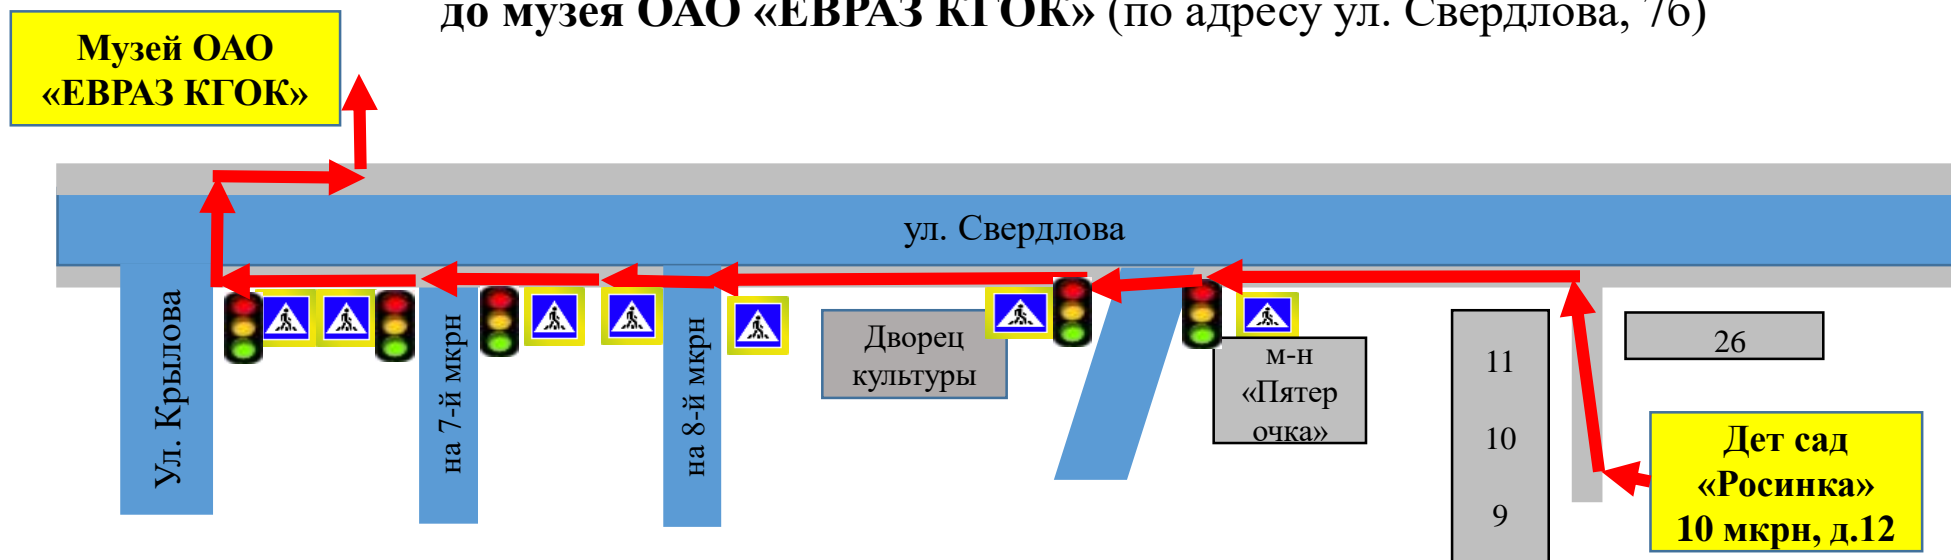 до музея ОАО «ЕВРАЗ КГОК» (по адресу ул. Свердлова, 7б)
Музей ОАО
«ЕВРАЗ КГОК»
ул. Свердлова
Ул. Крылова
на 7-й мкрн
на 8-й мкрн
Дворец
культуры
м-н
«Пятер
очка»
11
10
9
26
Дет сад
«Росинка»
10 мкрн, д.12